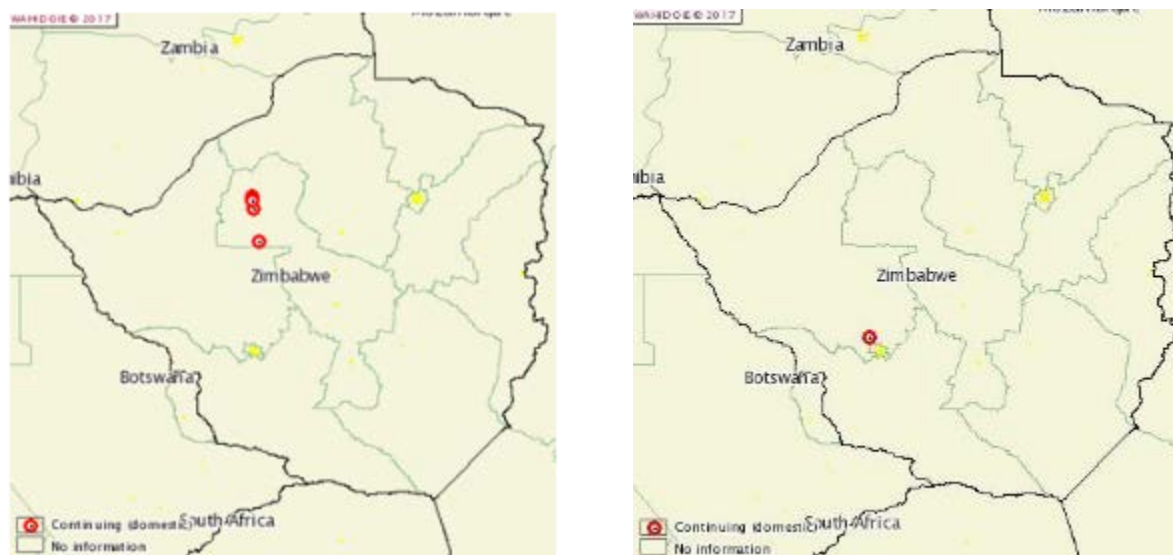 WAHID OIE © 2017
Zambia
Zimbabwe
Botswana
South Africa
Continuing (domestic)
No information
WAHID OIE © 2017
Zambia
Zimbabwe
Botswana
South Africa
Continuing (domestic)
No information